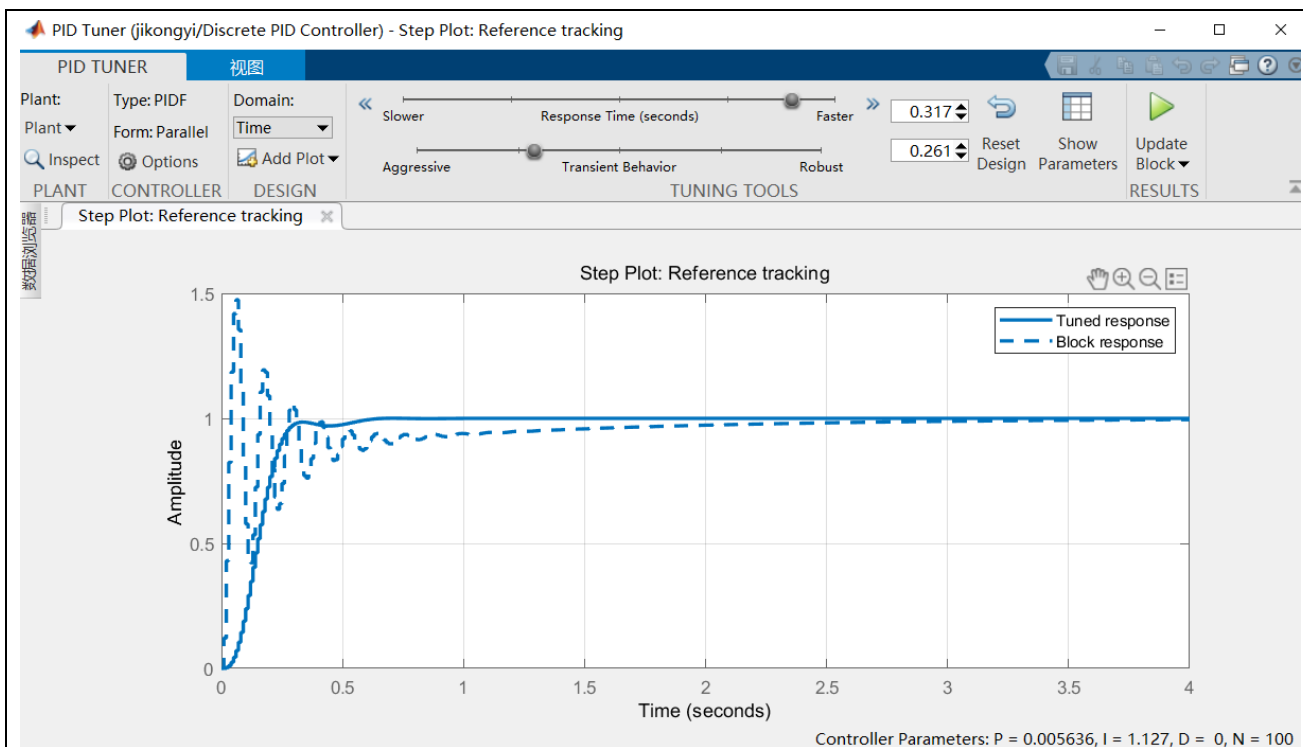 PID Tuner (jikongyi/Discrete PID Controller) - Step Plot: Reference tracking
PID TUNER 视图
Plant: Type: PIDF Domain: Slower Response Time (seconds) Faster 0.317 Reset Show Update
Plant Form: Parallel Time Design Parameters Block
Inspect Options Add Plot Aggressive Transient Behavior Robust 0.261
PLANT CONTROLLER DESIGN TUNING TOOLS RESULTS
数据浏览器
Step Plot: Reference tracking
Step Plot: Reference tracking
Tuned response
Block response
Amplitude
1.5
1
0.5
0
0 0.5 1 1.5 2 2.5 3 3.5 4
Time (seconds)
Controller Parameters: P = 0.005636, I = 1.127, D = 0, N = 100